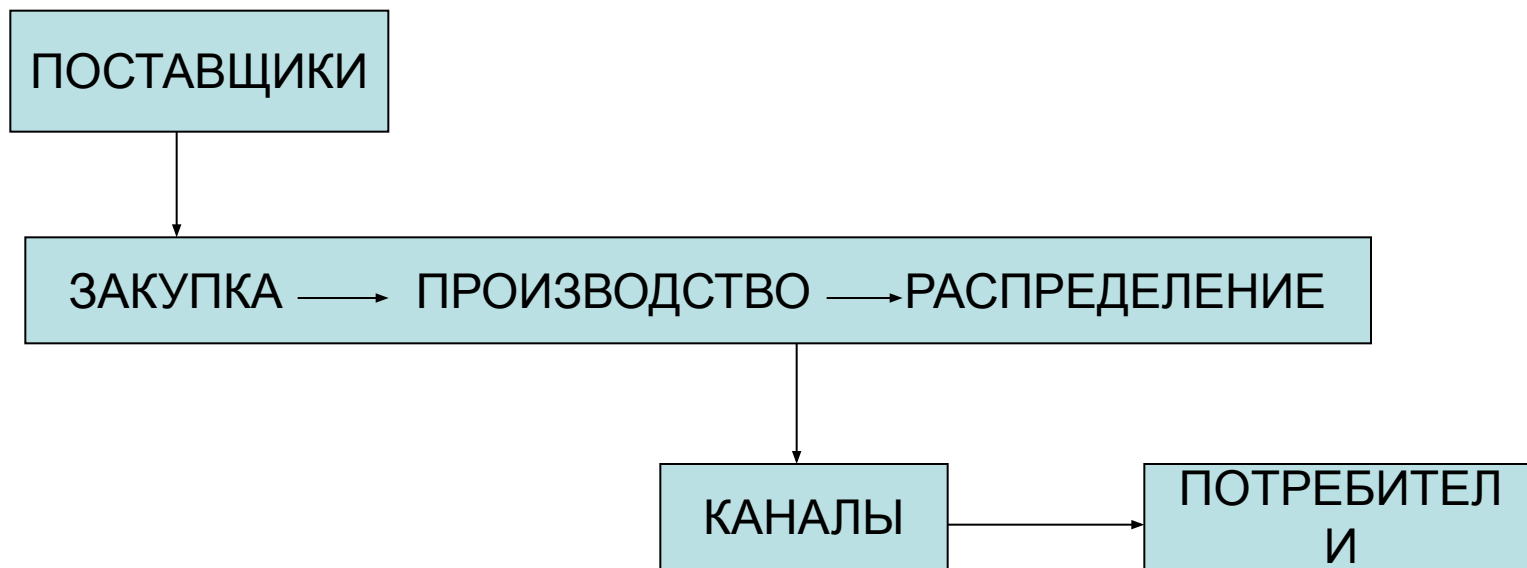 ПОСТАВЩИКИ
ЗАКУПКА ПРОИЗВОДСТВО РАСПРЕДЕЛЕНИЕ
КАНАЛЫ
ПОТРЕБИТЕЛ
И